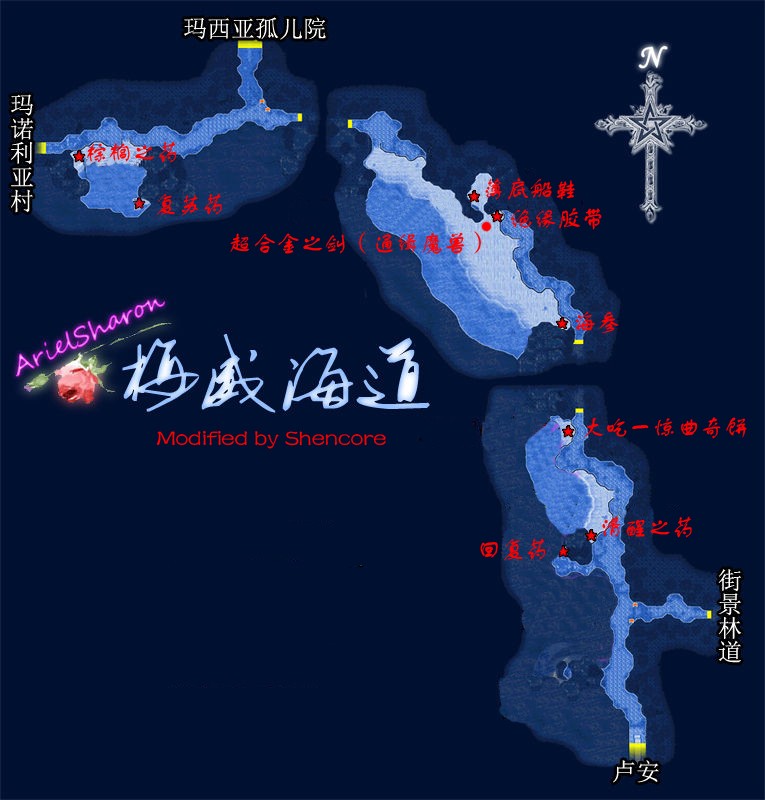 玛西亚孤儿院
N
玛诺利亚村
棕榈之药
复苏药
薄底船鞋
绝缘胶带
超合金之剑（通缉魔兽）
海参
ArielSharon
梅威海道
Modified by Shencore
大吃一惊曲奇饼
清醒之药
回复药
街景林道
卢安